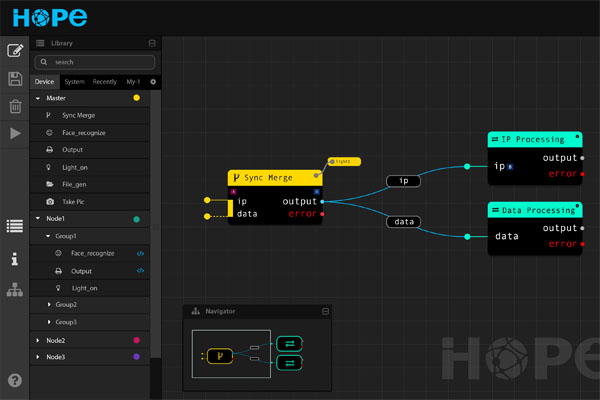 HOPE
Library
search
Device System Recently My-1
Master
Sync Merge
Face_recognize
Output
Light_on
File_gen
Take Pic
Node1
Group1
Face_recognize </>
Output </>
Light_on
Group2
Group3
Node2
Node3
Sync Merge
ip output
data error
ip
data
IP Processing
output
ip
error
Data Processing
output
data
error
Navigator
HOPE